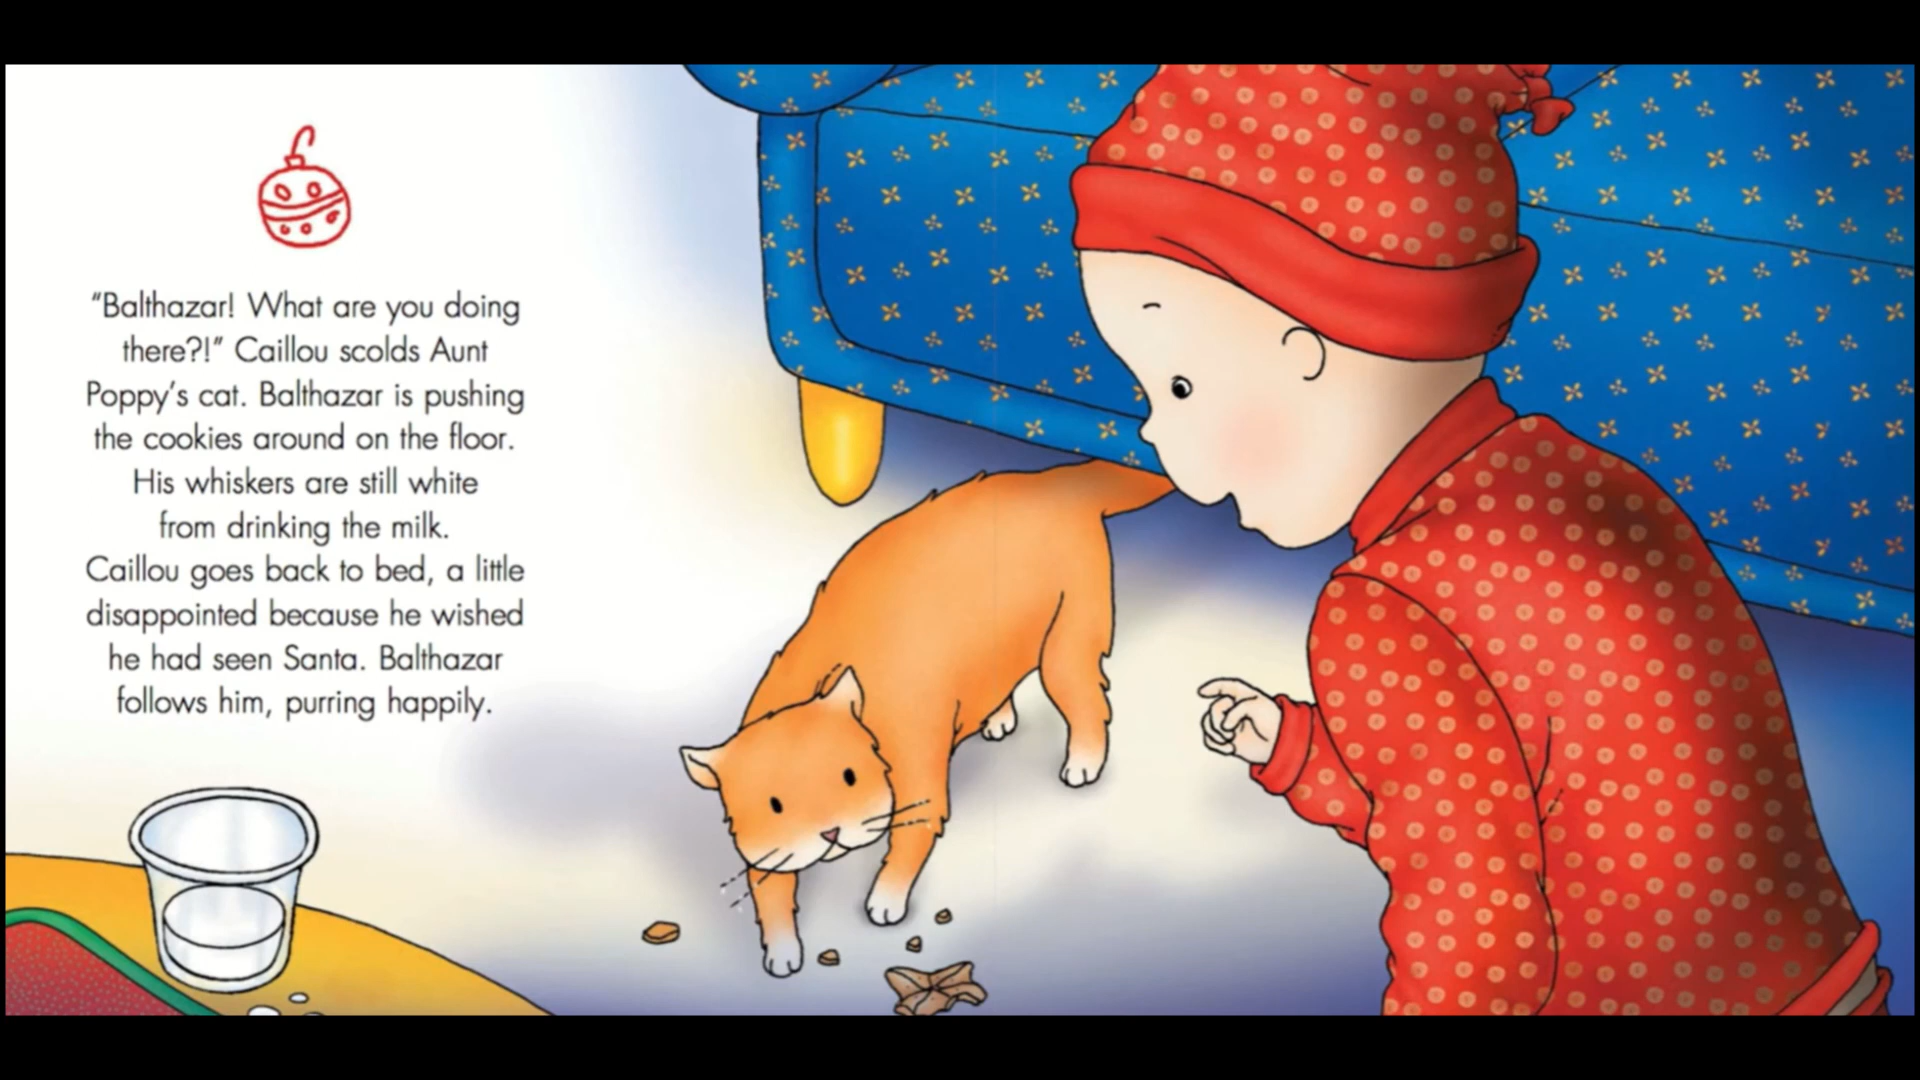 “Balthazar! What are you doing
there?!” Caillou scolds Aunt
Poppy’s cat. Balthazar is pushing
the cookies around on the floor.
His whiskers are still white
from drinking the milk.
Caillou goes back to bed, a little
disappointed because he wished
he had seen Santa. Balthazar
follows him, purring happily.